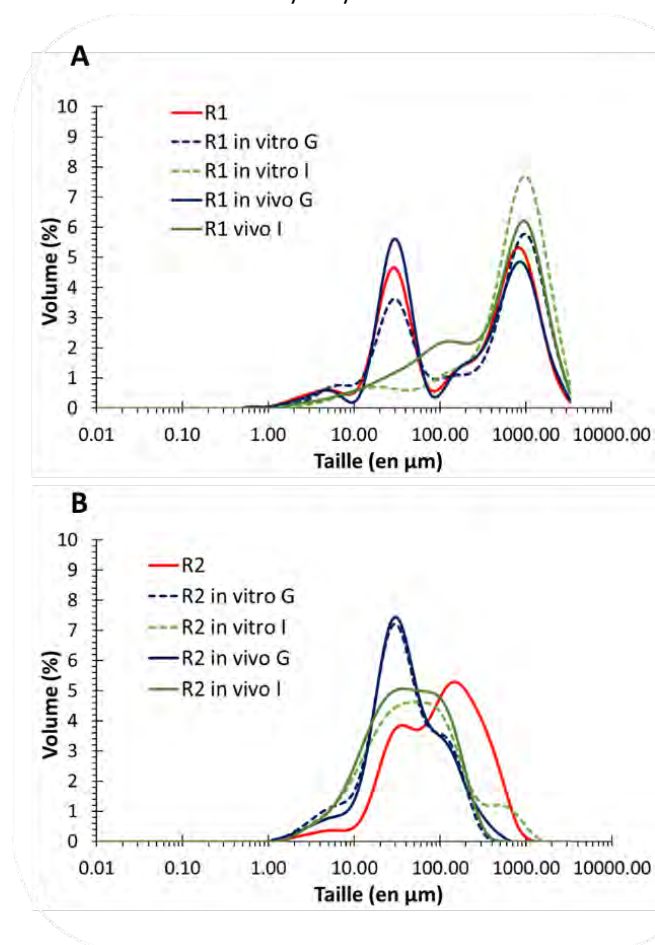 A
10
9
8
7
6
5
4
3
2
1
0
Volume (%)
R1
R1 in vitro G
R1 in vitro I
R1 in vivo G
R1 vivo I
0.01 0.10 1.00 10.00 100.00 1000.00 10000.00
Taille (en µm)
B
10
9
8
7
6
5
4
3
2
1
0
Volume (%)
R2
R2 in vitro G
R2 in vitro I
R2 in vivo G
R2 in vivo I
0.01 0.10 1.00 10.00 100.00 1000.00 10000.00
Taille (en µm)